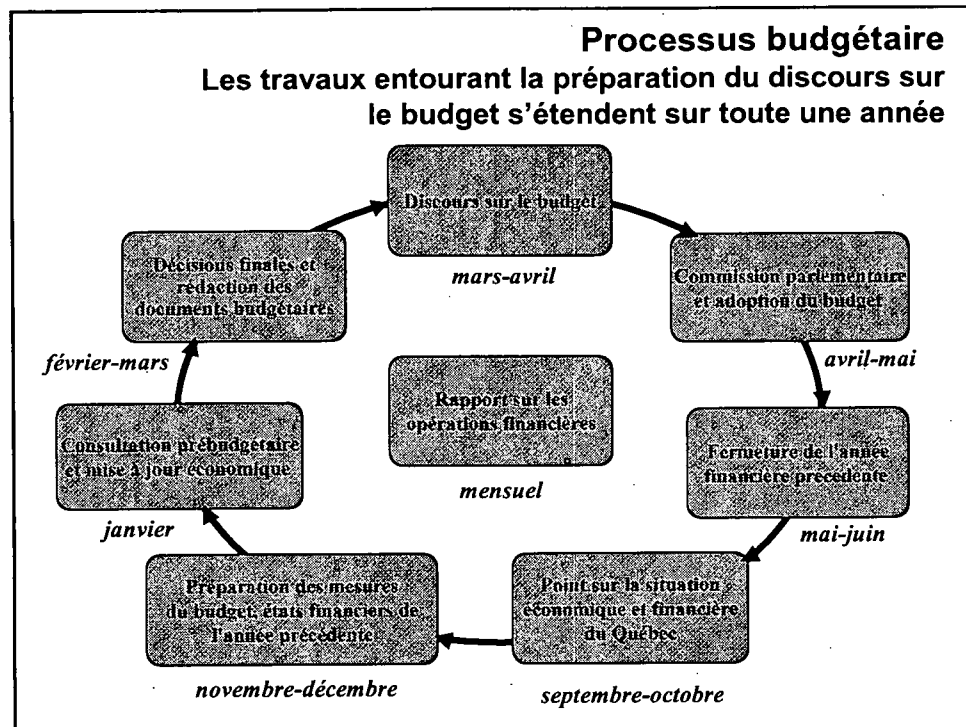 Processus budgétaire
Les travaux entourant la préparation du discours sur
le budget s'étendent sur toute une année
Discours sur le budget
mars-avril
Commission parlementaire
et adoption du budget
avril-mai
Fermeture de l'année
financière précédente
mai-juin
Point sur la situation
économique et financière
du Québec
septembre-octobre
Préparation des mesures
du budget, états financiers de
l'année précédente
novembre-décembre
Consultation prébudgétaire
et mise à jour économique
janvier
Décisions finales et
rédaction des
documents budgétaires
février-mars
Rapport sur les
opérations financières
mensuel